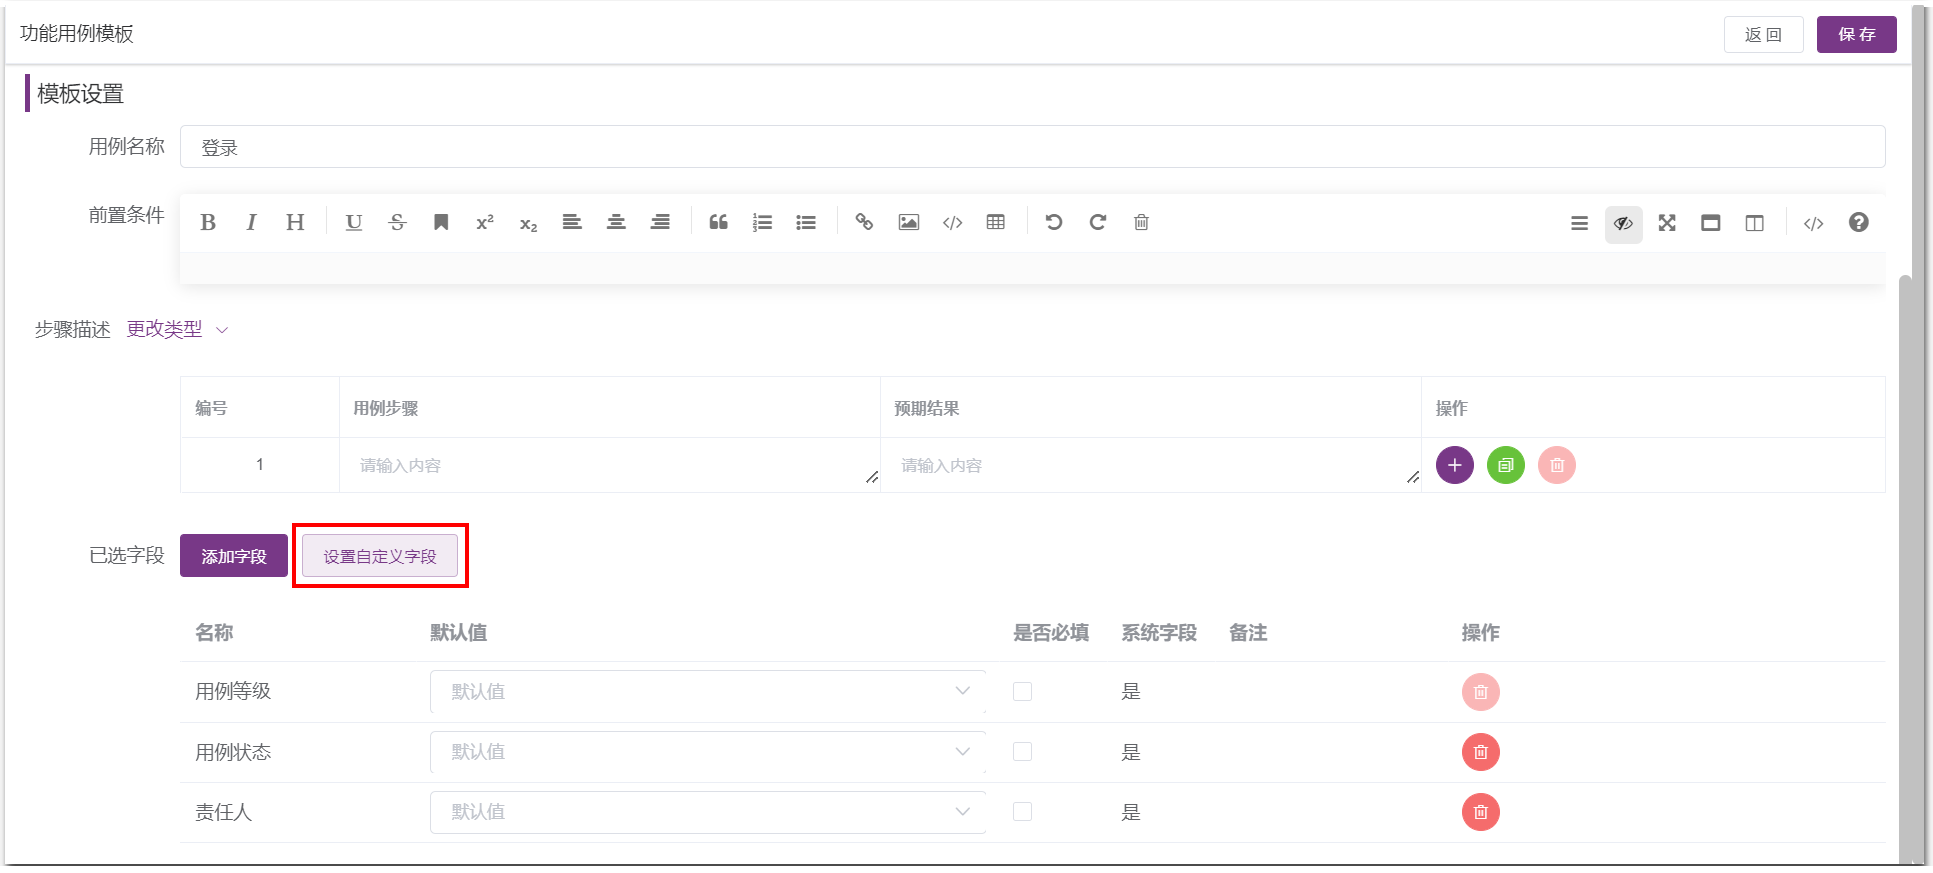 功能用例模板 返 回 保 存
模板设置
用例名称 登录
前置条件 B I H U S x² x₂
步骤描述 更改类型
编号 用例步骤 预期结果 操作
1 请输入内容 请输入内容
已选字段 添加字段 设置自定义字段
名称 默认值 是否必填 系统字段 备注 操作
用例等级 默认值 是
用例状态 默认值 是
责任人 默认值 是